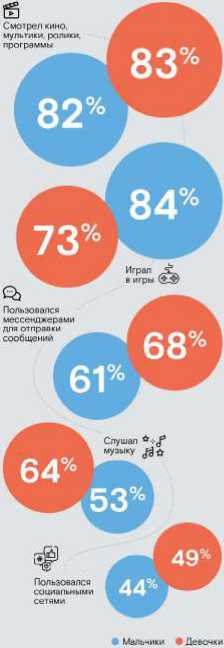 Смотрел кино,
мультики, ролики,
программы
83%
82%
84%
73%
Играл
в игры
Пользовался
мессенджерами
для отправки
сообщений
68%
61%
Слушал
музыку
64%
53%
49%
Пользовался
социальными
сетями
44%
Мальчики Девочки